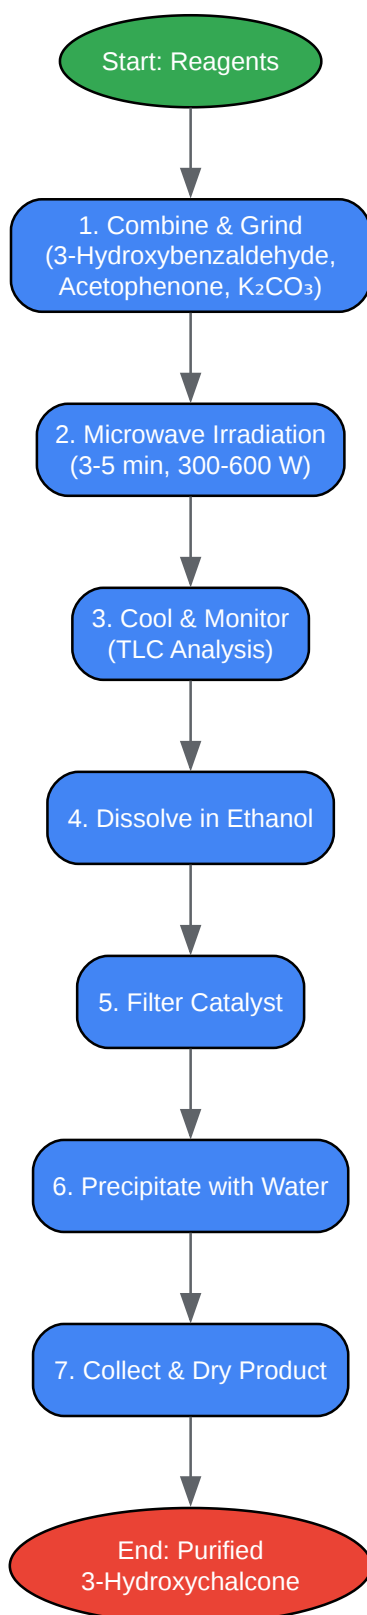 Start: Reagents
1. Combine & Grind
(3-Hydroxybenzaldehyde,
Acetophenone, K₂CO₃)
2. Microwave Irradiation
(3-5 min, 300-600 W)
3. Cool & Monitor
(TLC Analysis)
4. Dissolve in Ethanol
5. Filter Catalyst
6. Precipitate with Water
7. Collect & Dry Product
End: Purified
3-Hydroxychalcone